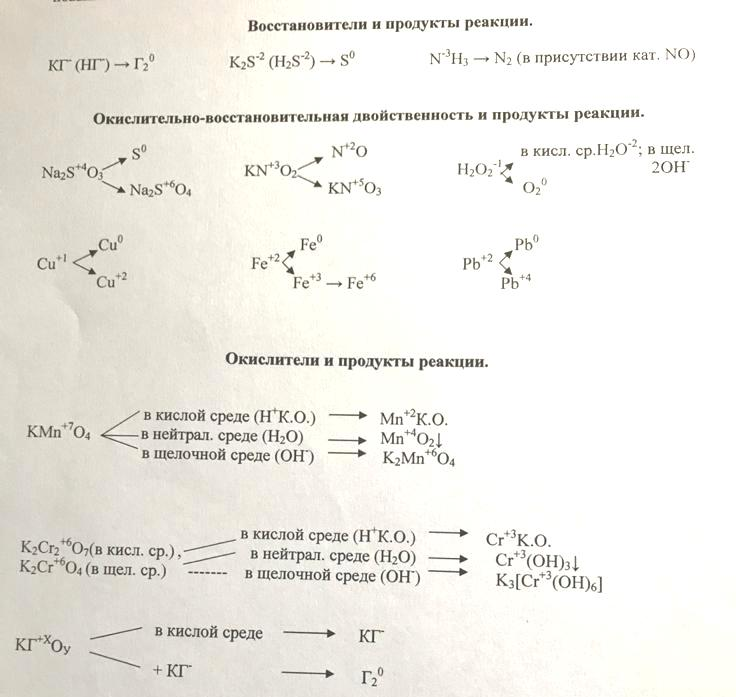 Восстановители и продукты реакции.
КГ⁻ (НГ⁻) → Г₂⁰ K₂S⁻² (H₂S⁻²) → S⁰ N⁻³H₃ → N₂ (в присутствии кат. NO)
Окислительно-восстановительная двойственность и продукты реакции.
S⁰ N⁺²O в кисл. ср.H₂O⁻²; в щел.
Na₂S⁺⁴O₃ KN⁺³O₂ H₂O₂⁻¹ 2OH⁻
Na₂S⁺⁶O₄ KN⁺⁵O₃ O₂⁰
Cu⁰ Fe⁰ Pb⁰
Cu⁺¹ Fe⁺² Pb⁺²
Cu⁺² Fe⁺³ → Fe⁺⁶ Pb⁺⁴
Окислители и продукты реакции.
в кислой среде (H⁺К.О.) → Mn⁺²К.О.
KMn⁺⁷O₄ в нейтрал. среде (H₂O) → Mn⁺⁴O₂↓
в щелочной среде (OH⁻) → K₂Mn⁺⁶O₄
в кислой среде (H⁺К.О.) → Cr⁺³К.О.
K₂Cr₂⁺⁶O₇(в кисл. ср.), в нейтрал. среде (H₂O) → Cr⁺³(OH)₃↓
K₂Cr⁺⁶O₄ (в щел. ср.) ------- в щелочной среде (OH⁻) → K₃[Cr⁺³(OH)₆]
в кислой среде → КГ⁻
КГ⁺ˣОу
+ КГ⁻ → Г₂⁰